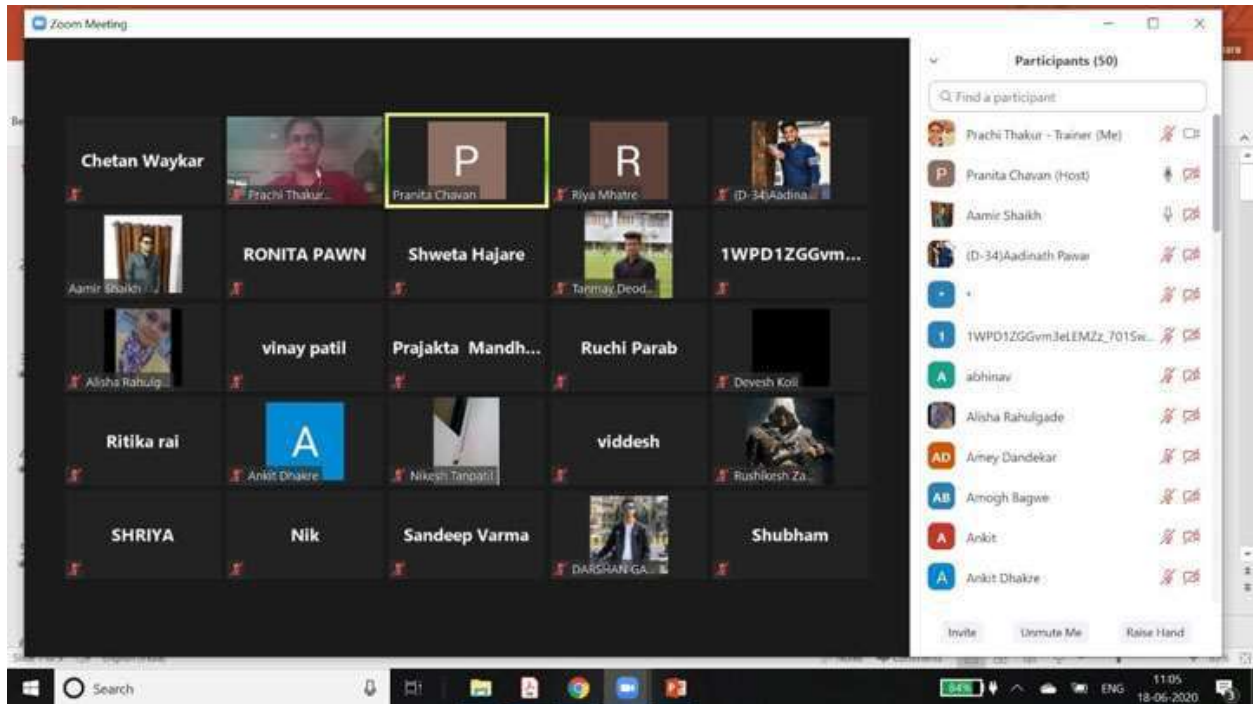 Zoom Meeting
Chetan Waykar
Prachi Thakur...
P
Pranita Chavan
R
Riya Mhatre
(D-34)Aadina...
Aamir Shaikh
RONITA PAWN
Shweta Hajare
Tanmay Deod...
1WPD1ZGGvm...
Alisha Rahulg...
vinay patil
Prajakta Mandh...
Ruchi Parab
Devesh Koli
Ritika rai
A
Ankit Dhakre
Nikesh Tanpatil
viddesh
Rushikesh Za...
SHRIYA
Nik
Sandeep Varma
DARSHAN GA...
Shubham
Participants (50)
Find a participant
Prachi Thakur - Trainer (Me)
P Pranita Chavan (Host)
Aamir Shaikh
(D-34)Aadinath Pawar
1 1WPD1ZGGvm3eLEMZz_701Sw...
A abhinav
Alisha Rahulgade
AD Amey Dandekar
AB Amogh Bagwe
A Ankit
A Ankit Dhakre
Invite Unmute Me Raise Hand
Search
84%
ENG
11:05
18-06-2020